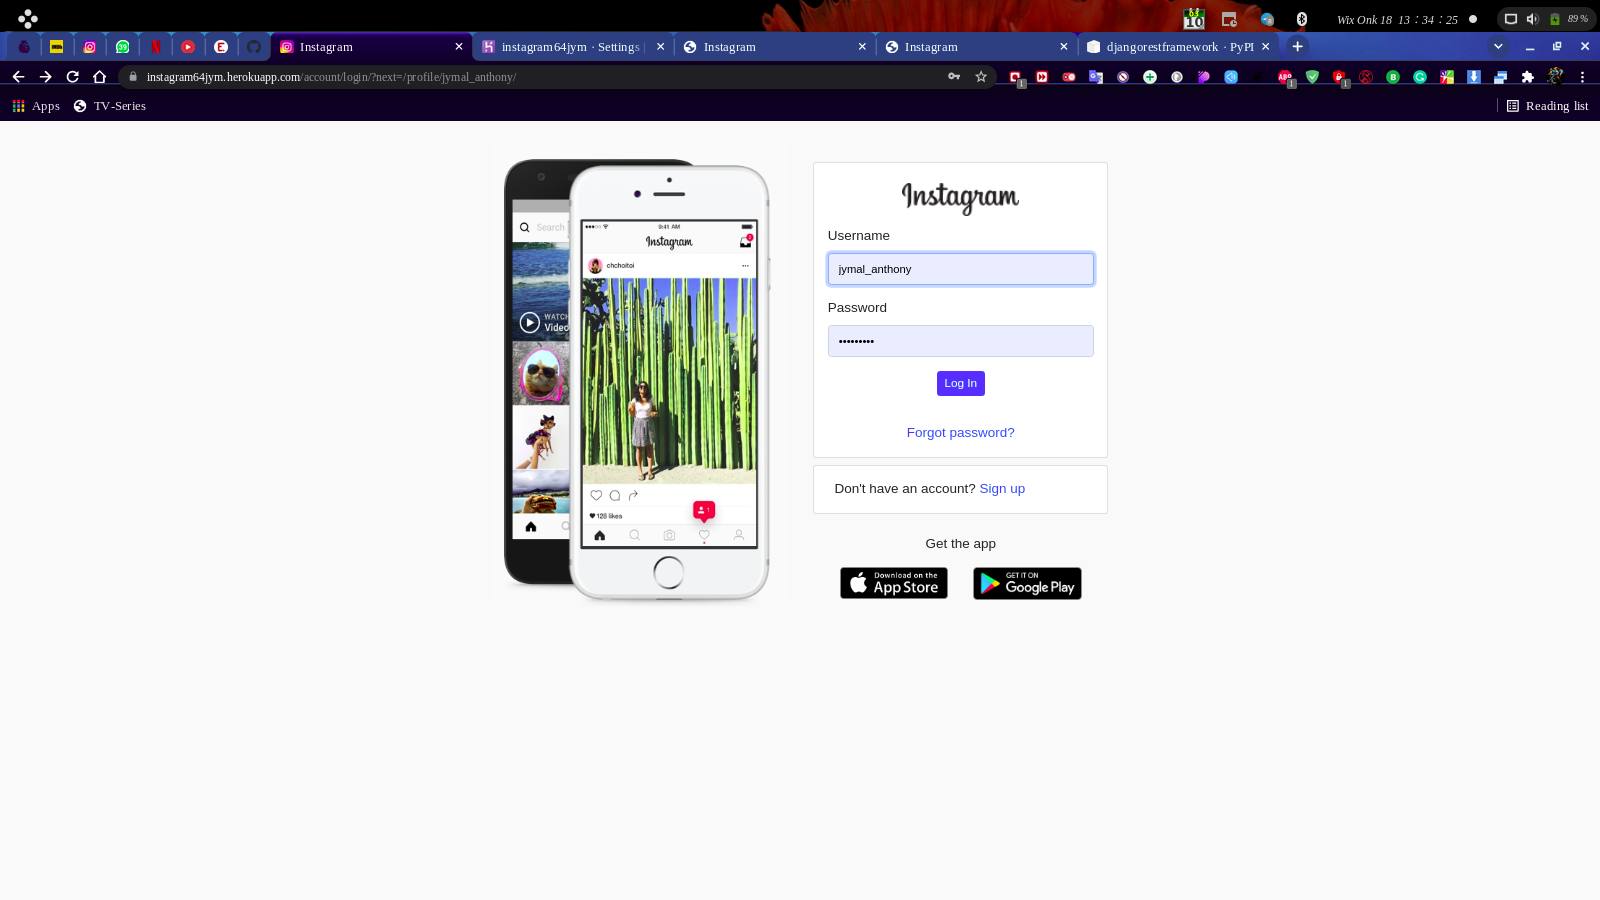 Wix Onk 18 13 : 34 : 25
89 %
Instagram
instagram64jym · Settings
Instagram
Instagram
djangorestframework · PyPI
instagram64jym.herokuapp.com/account/login/?next=/profile/jymal_anthony/
Apps
TV-Series
Reading list
Search
9:41 AM
Instagram
chchoitoi
WATCH
Video
128 likes
1
Instagram
Username
jymal_anthony
Password
•••••••••
Log In
Forgot password?
Don't have an account? Sign up
Get the app
Download on the
App Store
GET IT ON
Google Play